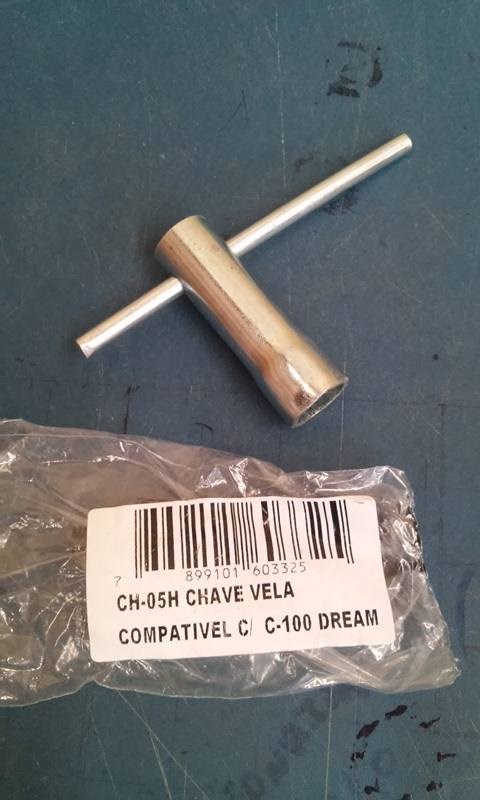 7 899101 603325
CH-05H CHAVE VELA
COMPATIVEL C/ C-100 DREAM